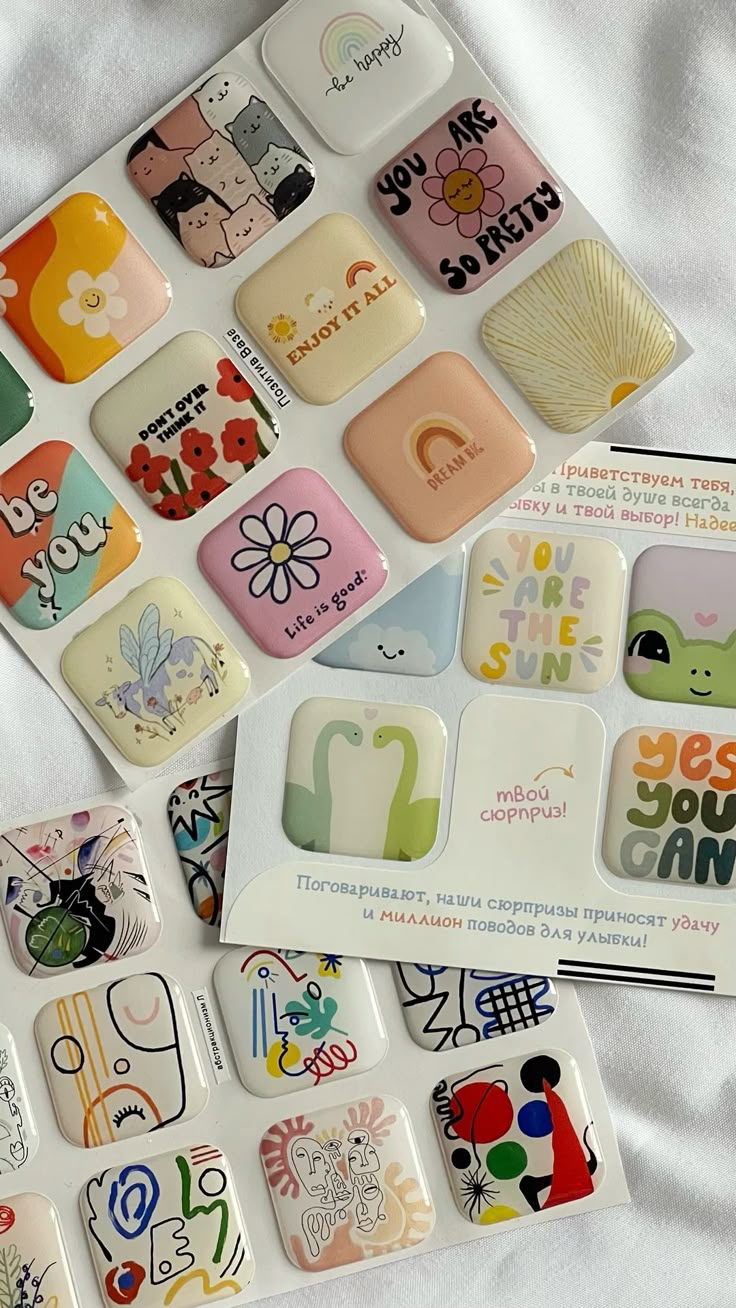 be happy
YOU ARE
SO PRETTY
ENJOY IT ALL
Позитив Base
DON'T OVER
THINK IT
DREAM BIG
be
you
Life is good!
Приветствуем тебя,
в твоей душе всегда
и твой выбор!
YOU
ARE
THE
SUN
твой
сюрприз!
YES
YOU
CAN
Поговаривают, наши сюрпризы приносят удачу
и миллион поводов для улыбки!
абстракционизм Л